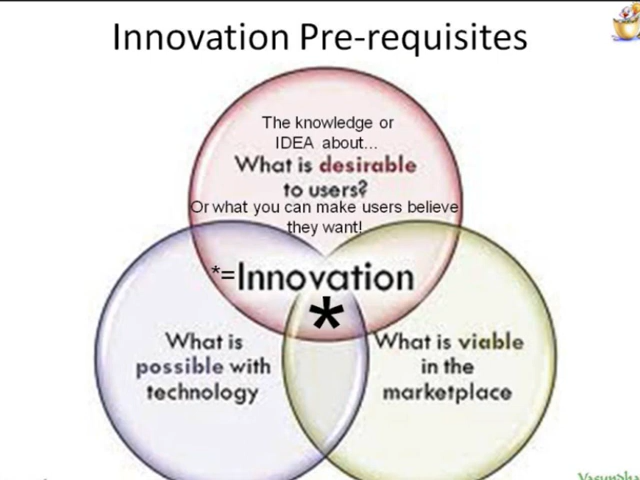 Innovation Pre-requisites
The knowledge or
IDEA about...
What is desirable
to users?
Or what you can make users believe
they want!
*=Innovation
*
What is
possible with
technology
What is viable
in the
marketplace